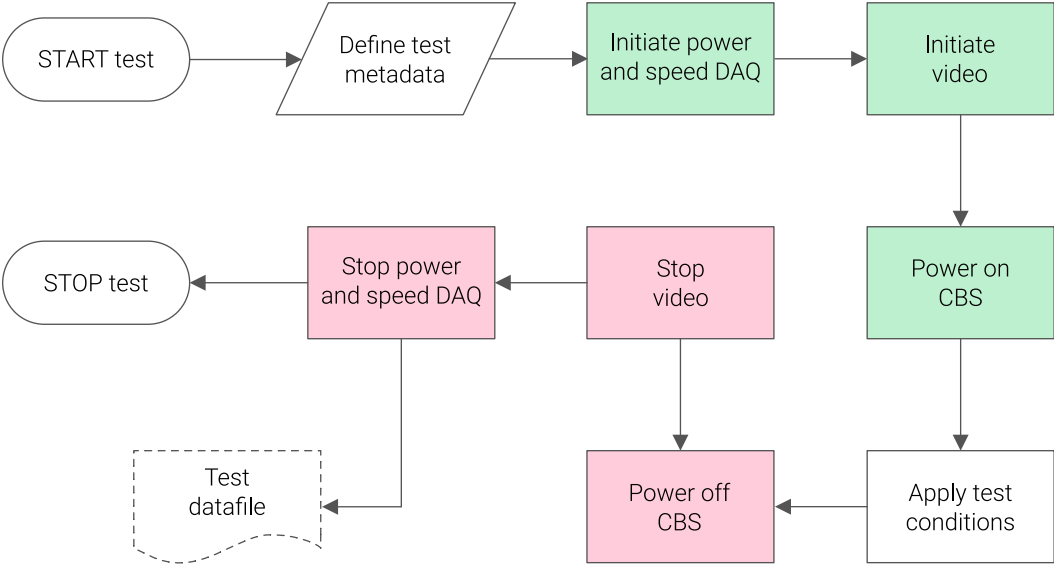 START test
Define test
metadata
Initiate power
and speed DAQ
Initiate
video
STOP test
Stop power
and speed DAQ
Stop
video
Power on
CBS
Test
datafile
Power off
CBS
Apply test
conditions